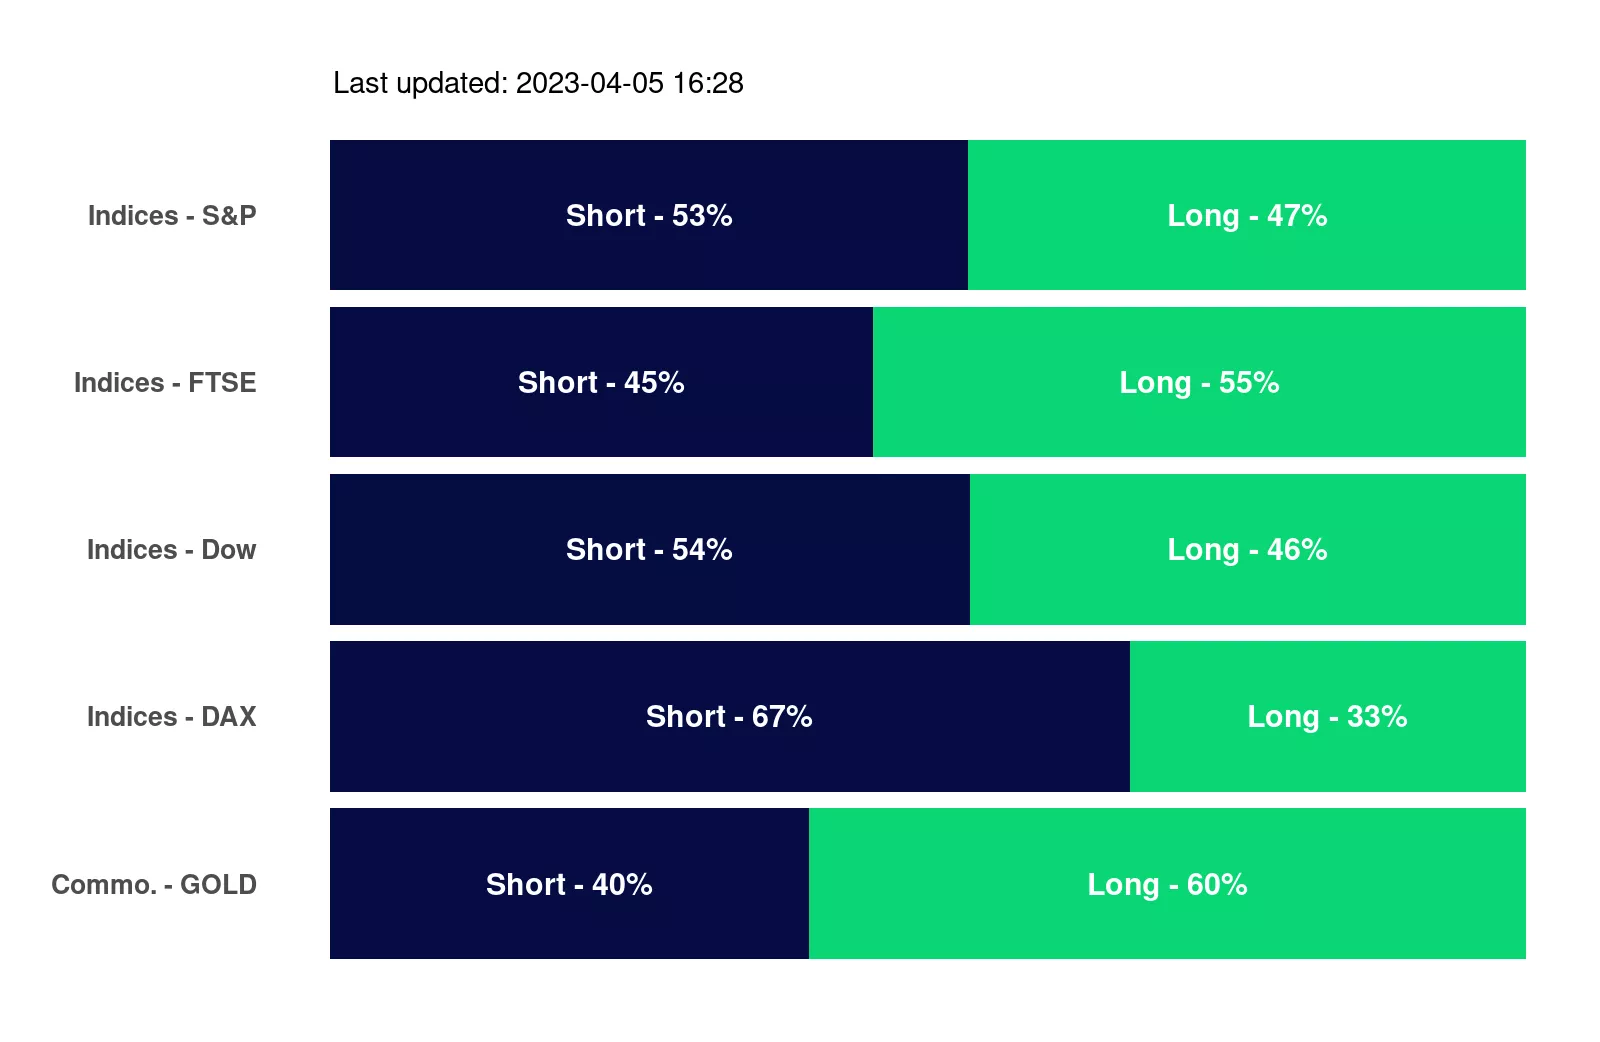 Last updated: 2023-04-05 16:28
Indices - S&P Short - 53% Long - 47%
Indices - FTSE Short - 45% Long - 55%
Indices - Dow Short - 54% Long - 46%
Indices - DAX Short - 67% Long - 33%
Commo. - GOLD Short - 40% Long - 60%